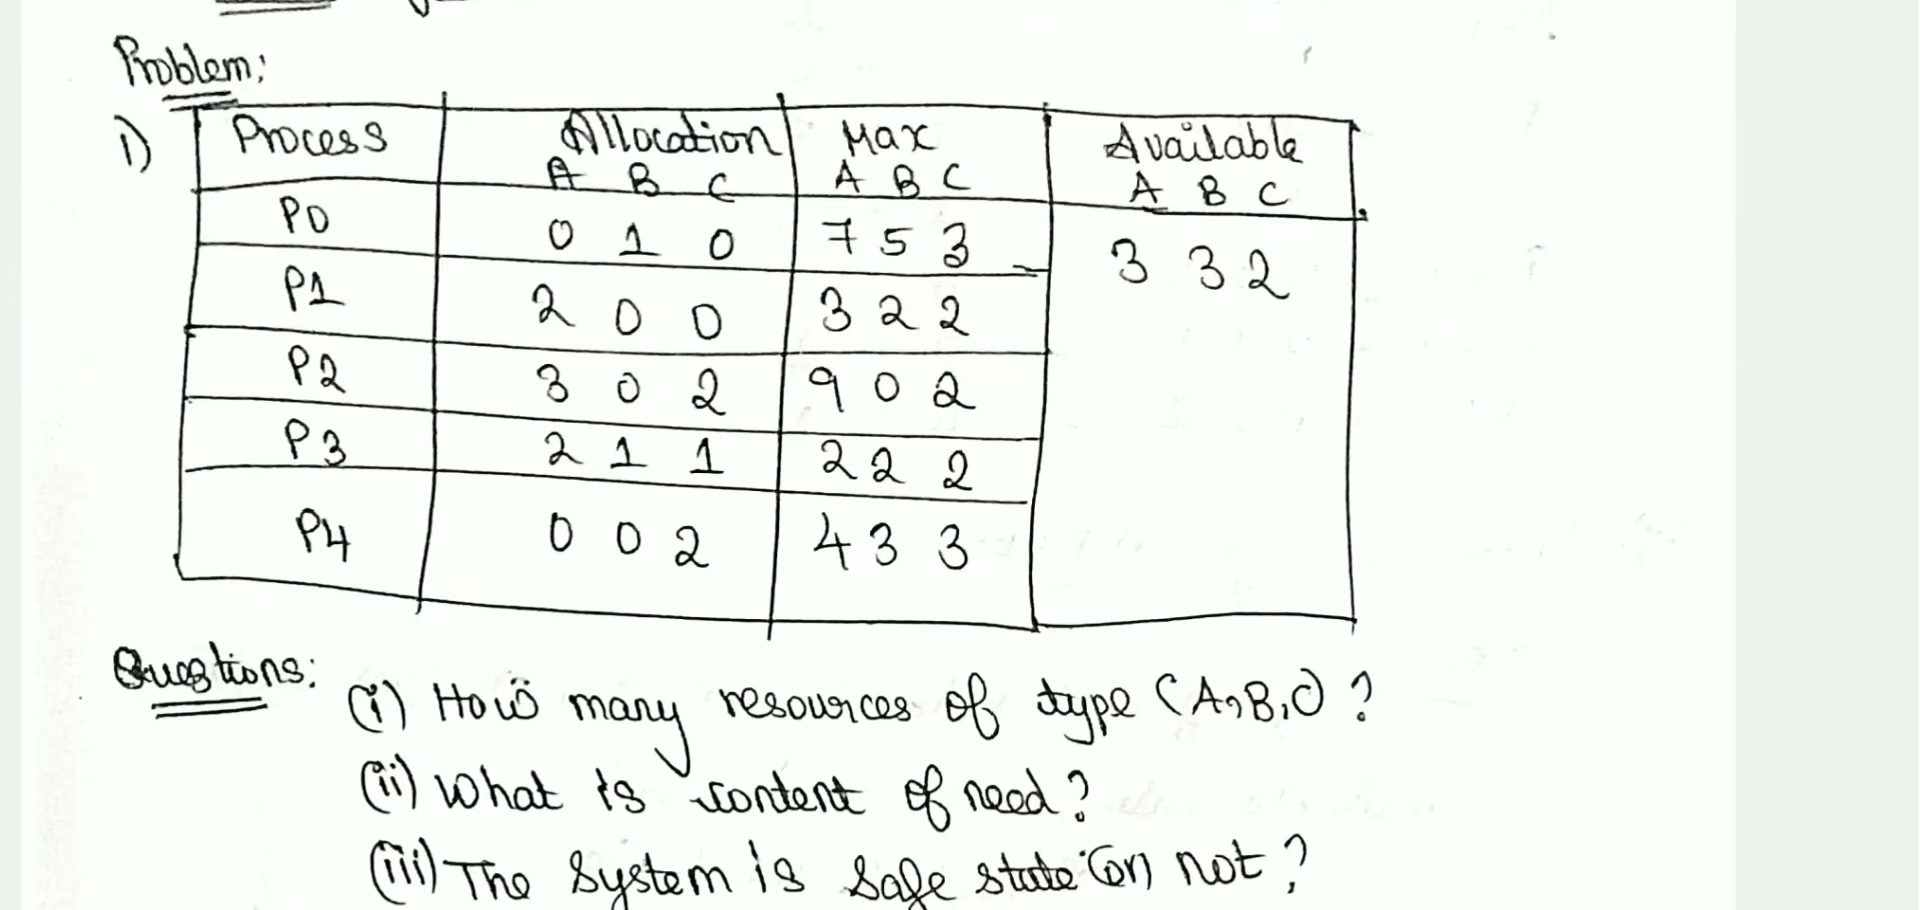 Problem:
1) Process Allocation Max Available
A B C A B C A B C
P0 0 1 0 7 5 3 3 3 2
P1 2 0 0 3 2 2
P2 3 0 2 9 0 2
P3 2 1 1 2 2 2
P4 0 0 2 4 3 3
Questions: (i) How many resources of type (A,B,C)?
(ii) What is content of need?
(iii) The System is safe state (or) not?